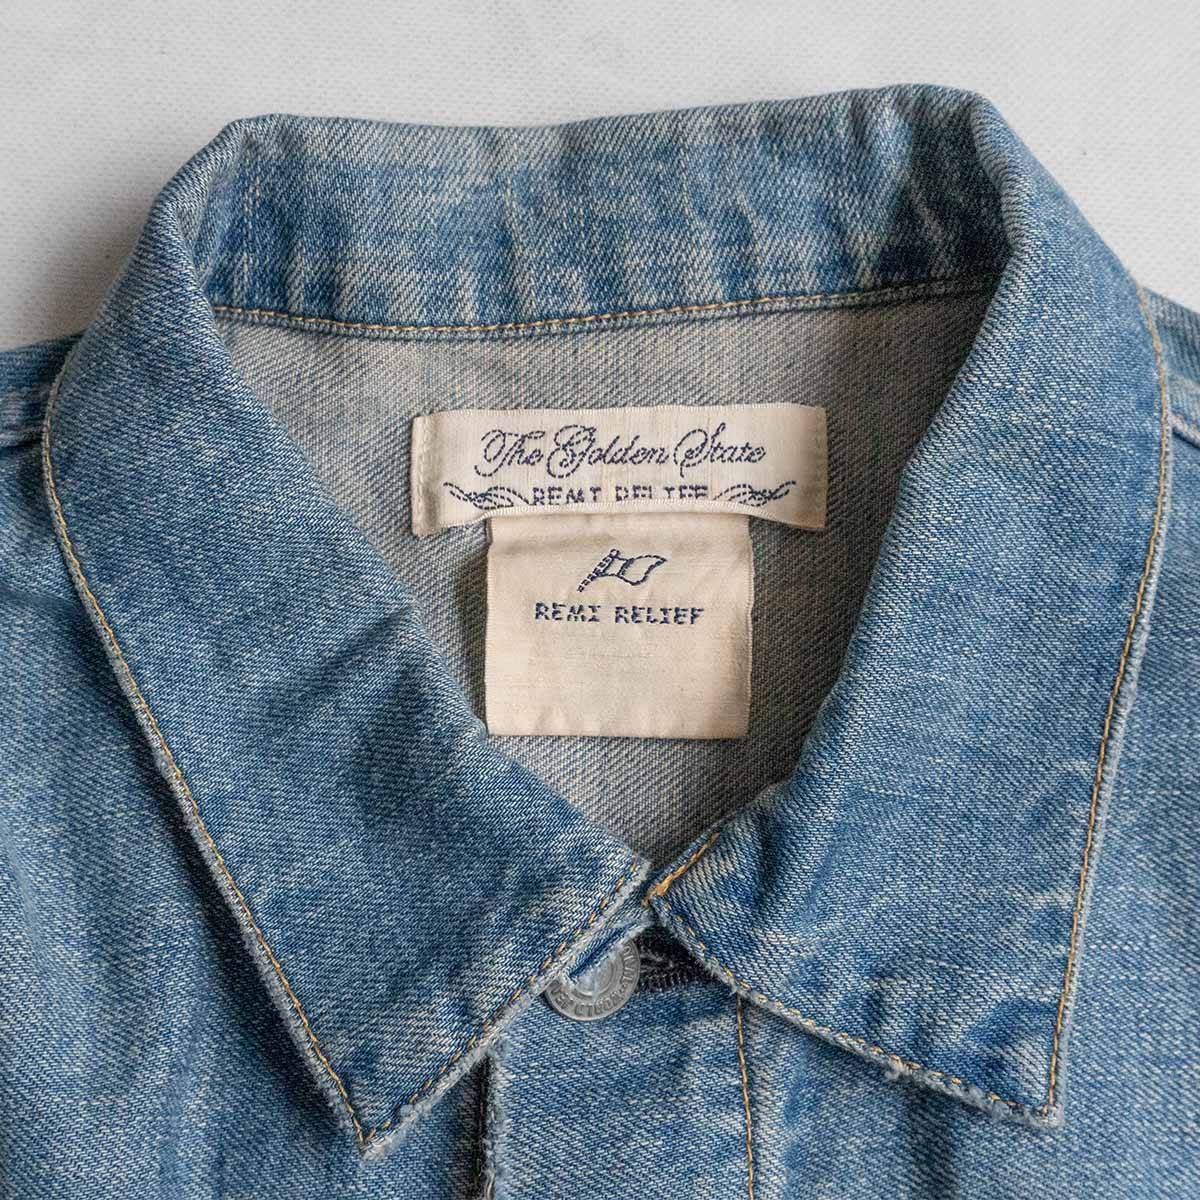 The Golden State
REMI RELIEF
REMI RELIEF